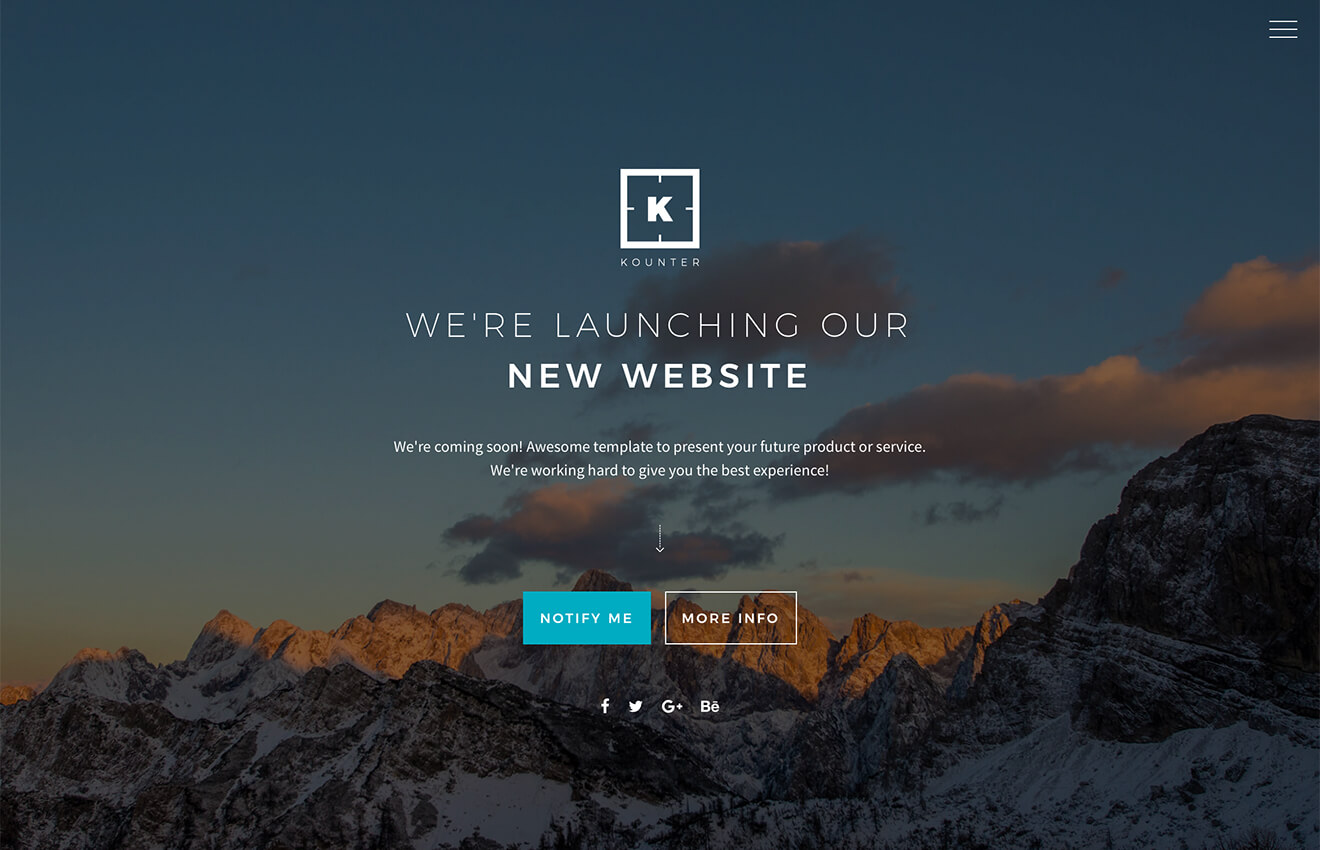 K
KOUNTER
WE'RE LAUNCHING OUR
NEW WEBSITE
We're coming soon! Awesome template to present your future product or service.
We're working hard to give you the best experience!
NOTIFY ME
MORE INFO
f G+ Bē